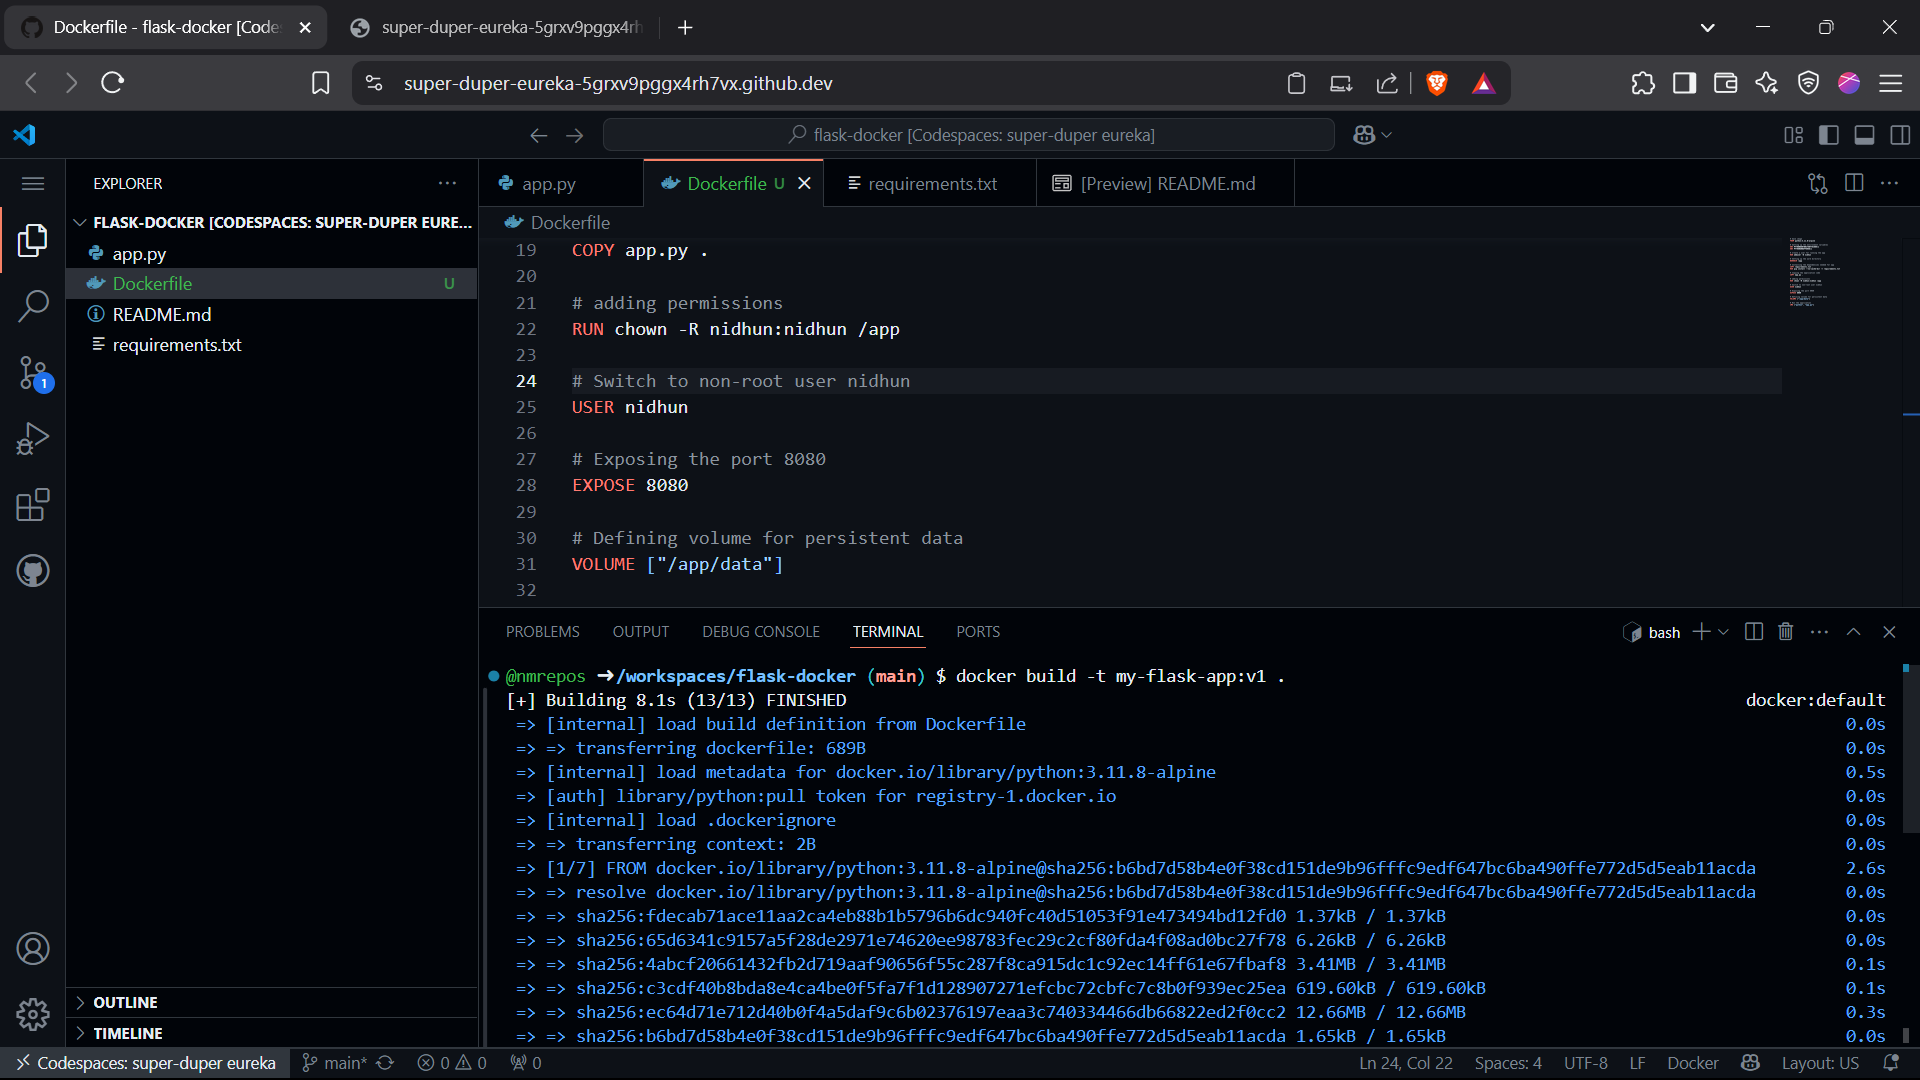 Dockerfile - flask-docker [Code
super-duper-eureka-5grxv9pggx4rh
super-duper-eureka-5grxv9pggx4rh7vx.github.dev
flask-docker [Codespaces: super-duper eureka]
EXPLORER
FLASK-DOCKER [CODESPACES: SUPER-DUPER EURE...
app.py
Dockerfile U
README.md
requirements.txt
1
OUTLINE
TIMELINE
app.py
Dockerfile U
requirements.txt
[Preview] README.md
Dockerfile
19 COPY app.py .
20
21 # adding permissions
22 RUN chown -R nidhun:nidhun /app
23
24 # Switch to non-root user nidhun
25 USER nidhun
26
27 # Exposing the port 8080
28 EXPOSE 8080
29
30 # Defining volume for persistent data
31 VOLUME ["/app/data"]
32
PROBLEMS OUTPUT DEBUG CONSOLE TERMINAL PORTS
bash
@nmrepos ➜/workspaces/flask-docker (main) $ docker build -t my-flask-app:v1 .
[+] Building 8.1s (13/13) FINISHED docker:default
=> [internal] load build definition from Dockerfile 0.0s
=> => transferring dockerfile: 689B 0.0s
=> [internal] load metadata for docker.io/library/python:3.11.8-alpine 0.5s
=> [auth] library/python:pull token for registry-1.docker.io 0.0s
=> [internal] load .dockerignore 0.0s
=> => transferring context: 2B 0.0s
=> [1/7] FROM docker.io/library/python:3.11.8-alpine@sha256:b6bd7d58b4e0f38cd151de9b96fffc9edf647bc6ba490ffe772d5d5eab11acda 2.6s
=> => resolve docker.io/library/python:3.11.8-alpine@sha256:b6bd7d58b4e0f38cd151de9b96fffc9edf647bc6ba490ffe772d5d5eab11acda 0.0s
=> => sha256:fdecab71ace11aa2ca4eb88b1b5796b6dc940fc40d51053f91e473494bd12fd0 1.37kB / 1.37kB 0.0s
=> => sha256:65d6341c9157a5f28de2971e74620ee98783fec29c2cf80fda4f08ad0bc27f78 6.26kB / 6.26kB 0.0s
=> => sha256:4abcf20661432fb2d719aaf90656f55c287f8ca915dc1c92ec14ff61e67fbaf8 3.41MB / 3.41MB 0.1s
=> => sha256:c3cdf40b8bda8e4ca4be0f5fa7f1d128907271efcbc72cbfc7c8b0f939ec25ea 619.60kB / 619.60kB 0.1s
=> => sha256:ec64d71e712d40b0f4a5daf9c6b02376197eaa3c740334466db66822ed2f0cc2 12.66MB / 12.66MB 0.3s
=> => sha256:b6bd7d58b4e0f38cd151de9b96fffc9edf647bc6ba490ffe772d5d5eab11acda 1.65kB / 1.65kB 0.0s
Codespaces: super-duper eureka main* 0 0 0 Ln 24, Col 22 Spaces: 4 UTF-8 LF Docker Layout: US